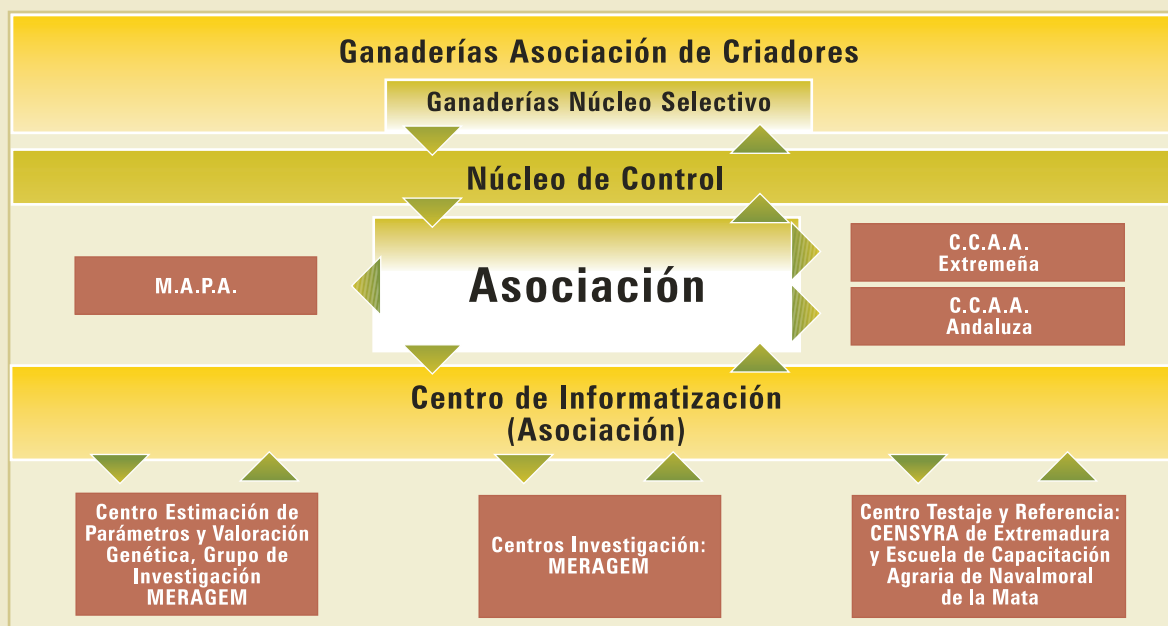 Ganaderías Asociación de Criadores
Ganaderías Núcleo Selectivo
Núcleo de Control
M.A.P.A.
Asociación
C.C.A.A.
Extremeña
C.C.A.A.
Andaluza
Centro de Informatización
(Asociación)
Centro Estimación de
Parámetros y Valoración
Genética, Grupo de
Investigación
MERAGEM
Centros Investigación:
MERAGEM
Centro Testaje y Referencia:
CENSYRA de Extremadura
y Escuela de Capacitación
Agraria de Navalmoral
de la Mata